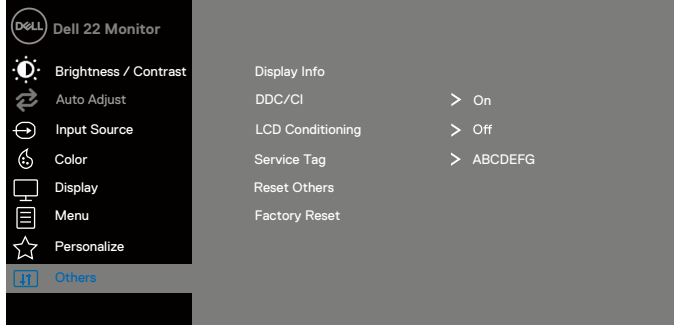 DELL Dell 22 Monitor
Brightness / Contrast Display Info
Auto Adjust DDC/CI > On
Input Source LCD Conditioning > Off
Color Service Tag > ABCDEFG
Display Reset Others
Menu Factory Reset
Personalize
Others